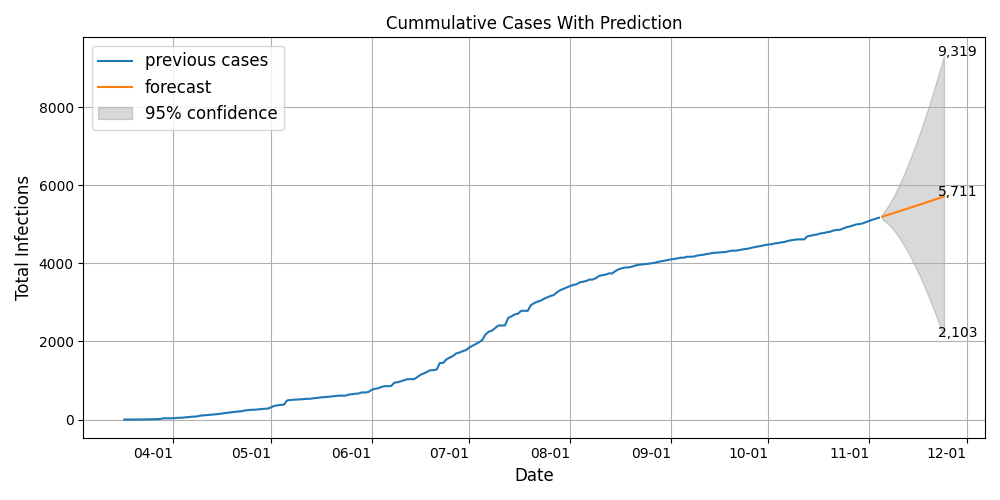 Cummulative Cases With Prediction
previous cases
forecast
95% confidence
9,319
5,711
2,103
Total Infections
8000
6000
4000
2000
0
04-01
05-01
06-01
07-01
08-01
09-01
10-01
11-01
12-01
Date